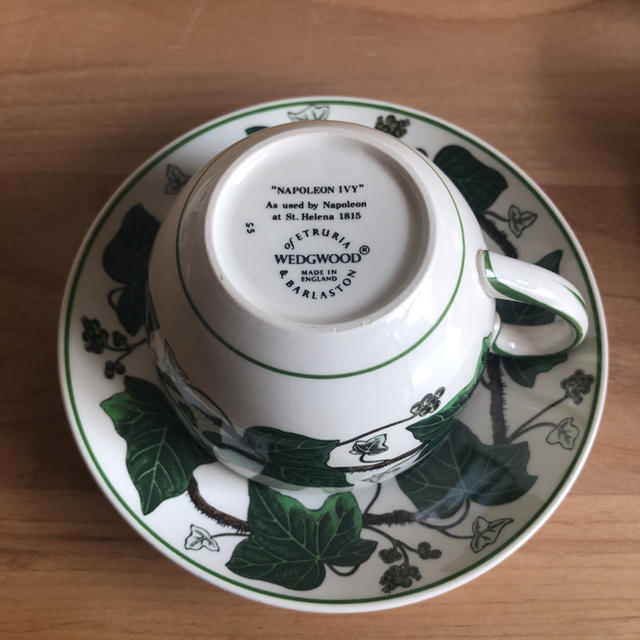 "NAPOLEON IVY"
As used by Napoleon
at St. Helena 1815
55
of ETRURIA
WEDGWOOD®
MADE IN
ENGLAND
& BARLASTON